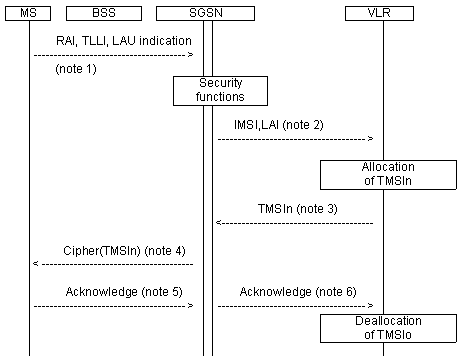 MS BSS SGSN VLR
RAI, TLLI, LAU indication
(note 1)
Security
functions
IMSI,LAI (note 2)
Allocation
of TMSIn
TMSIn (note 3)
Cipher(TMSIn) (note 4)
Acknowledge (note 5) Acknowledge (note 6)
Deallocation
of TMSIo